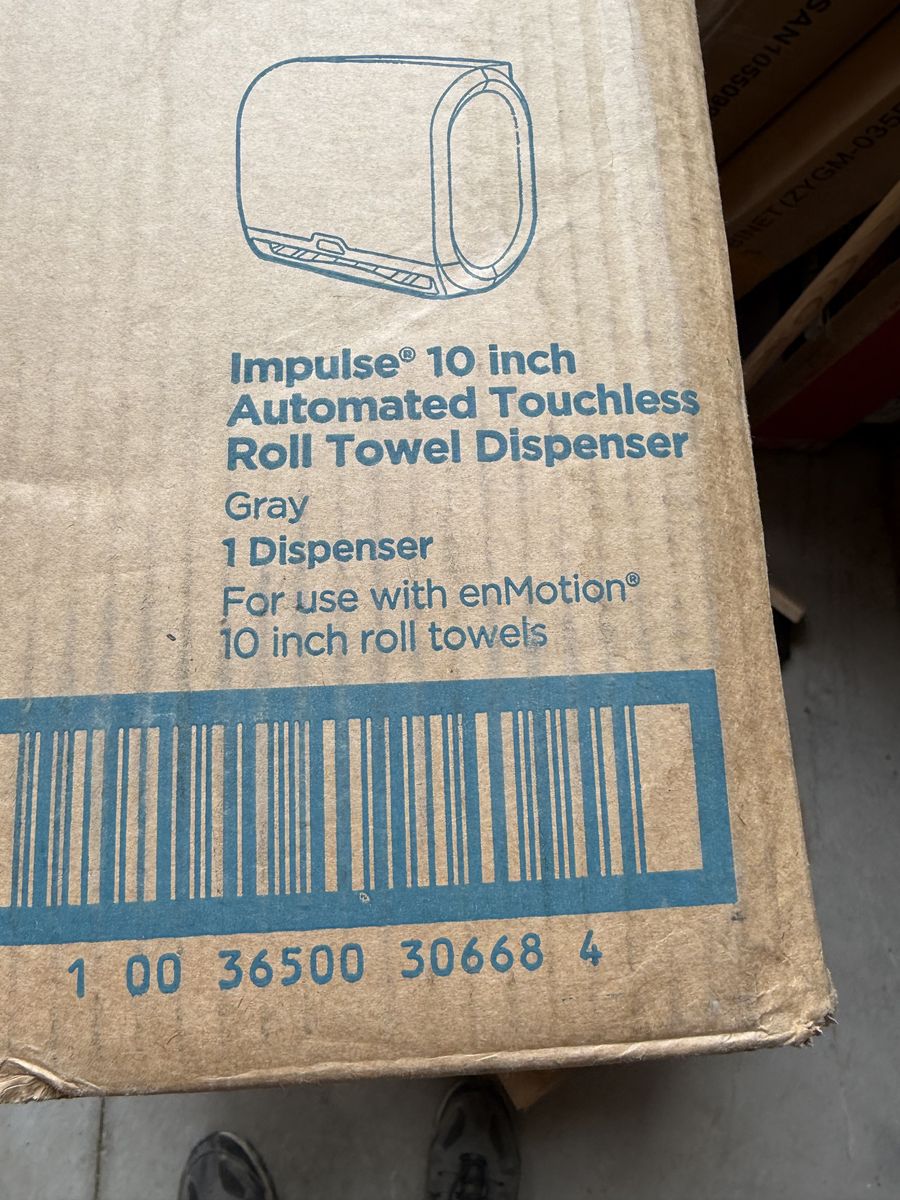 SAN1055099
Impulse® 10 inch
Automated Touchless
Roll Towel Dispenser
Gray
1 Dispenser
For use with enMotion®
10 inch roll towels
1 00 36500 30668 4